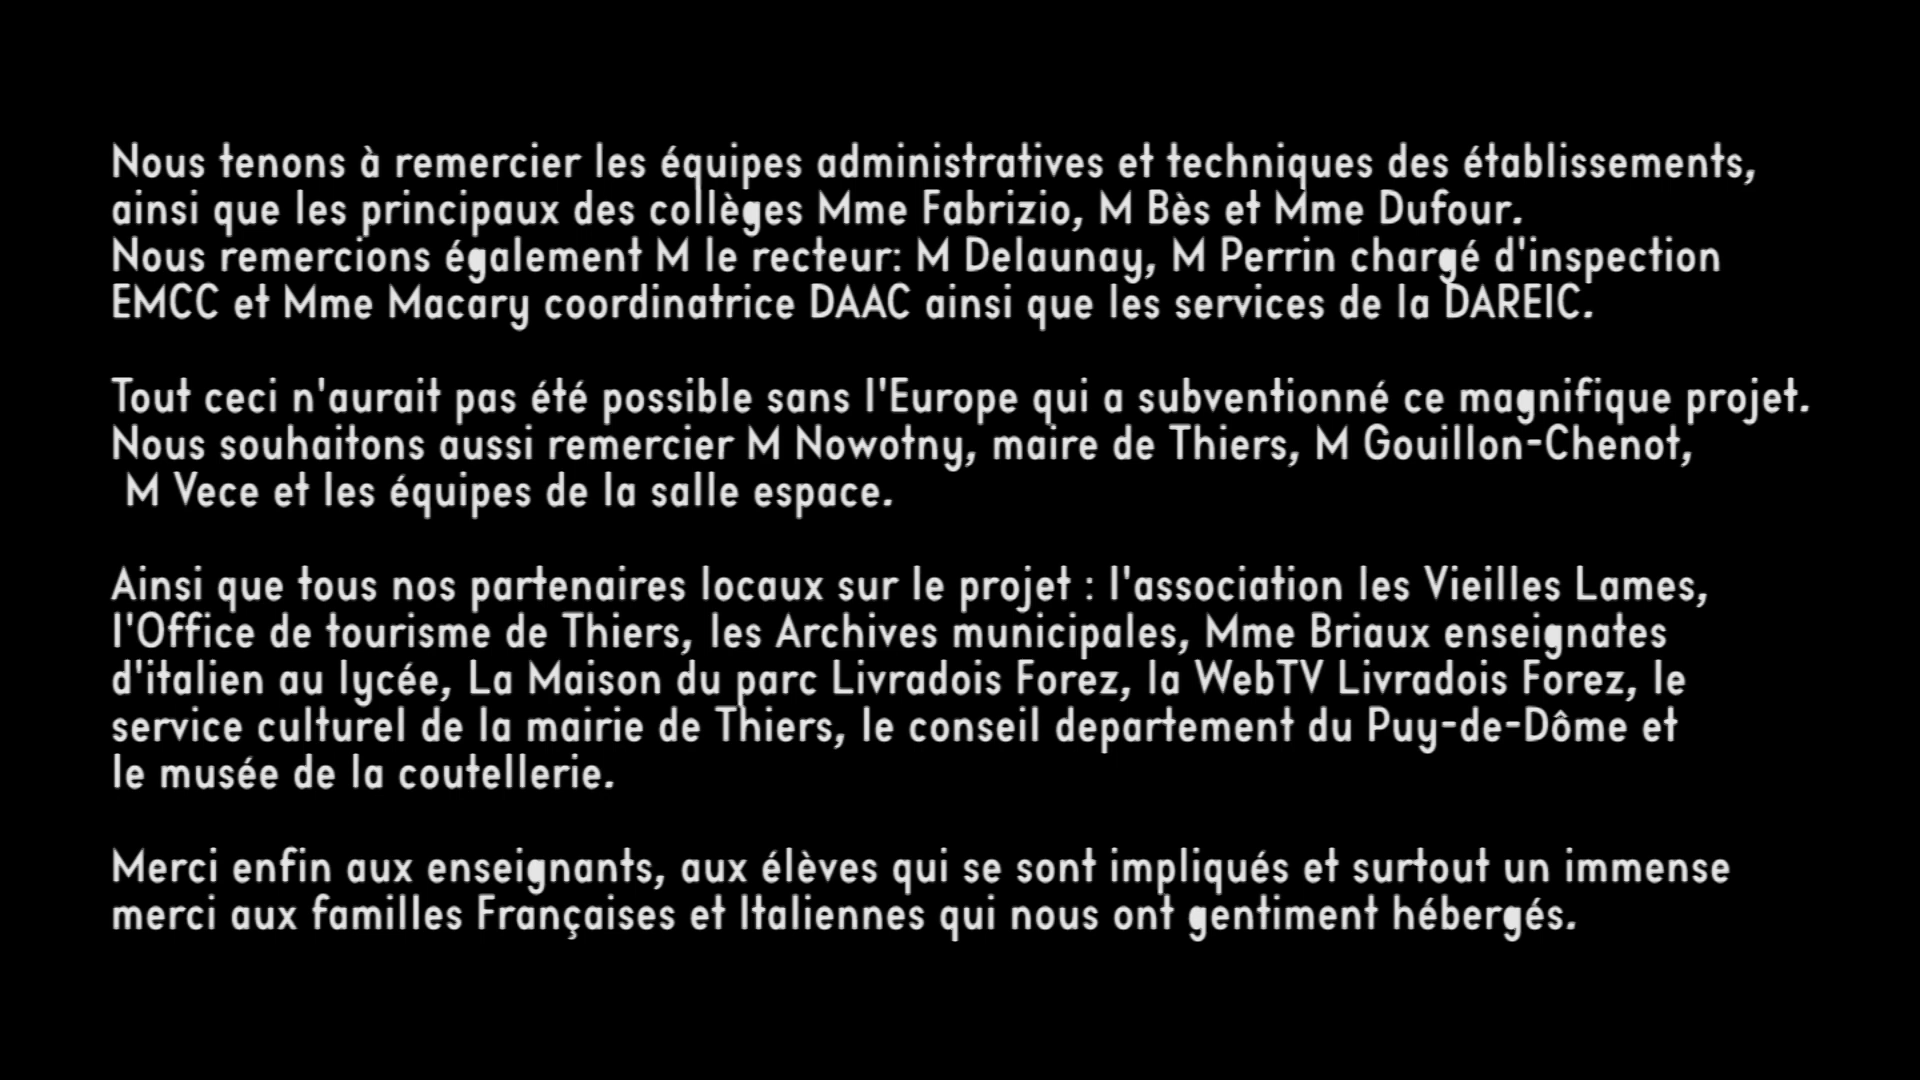 Nous tenons à remercier les équipes administratives et techniques des établissements,
ainsi que les principaux des collèges Mme Fabrizio, M Bès et Mme Dufour.
Nous remercions également M le recteur: M Delaunay, M Perrin chargé d'inspection
EMCC et Mme Macary coordinatrice DAAC ainsi que les services de la DAREIC.
Tout ceci n'aurait pas été possible sans l'Europe qui a subventionné ce magnifique projet.
Nous souhaitons aussi remercier M Nowotny, maire de Thiers, M Gouillon-Chenot,
M Vece et les équipes de la salle espace.
Ainsi que tous nos partenaires locaux sur le projet : l'association les Vieilles Lames,
l'Office de tourisme de Thiers, les Archives municipales, Mme Briaux enseignates
d'italien au lycée, La Maison du parc Livradois Forez, la WebTV Livradois Forez, le
service culturel de la mairie de Thiers, le conseil departement du Puy-de-Dôme et
le musée de la coutellerie.
Merci enfin aux enseignants, aux élèves qui se sont impliqués et surtout un immense
merci aux familles Françaises et Italiennes qui nous ont gentiment hébergés.